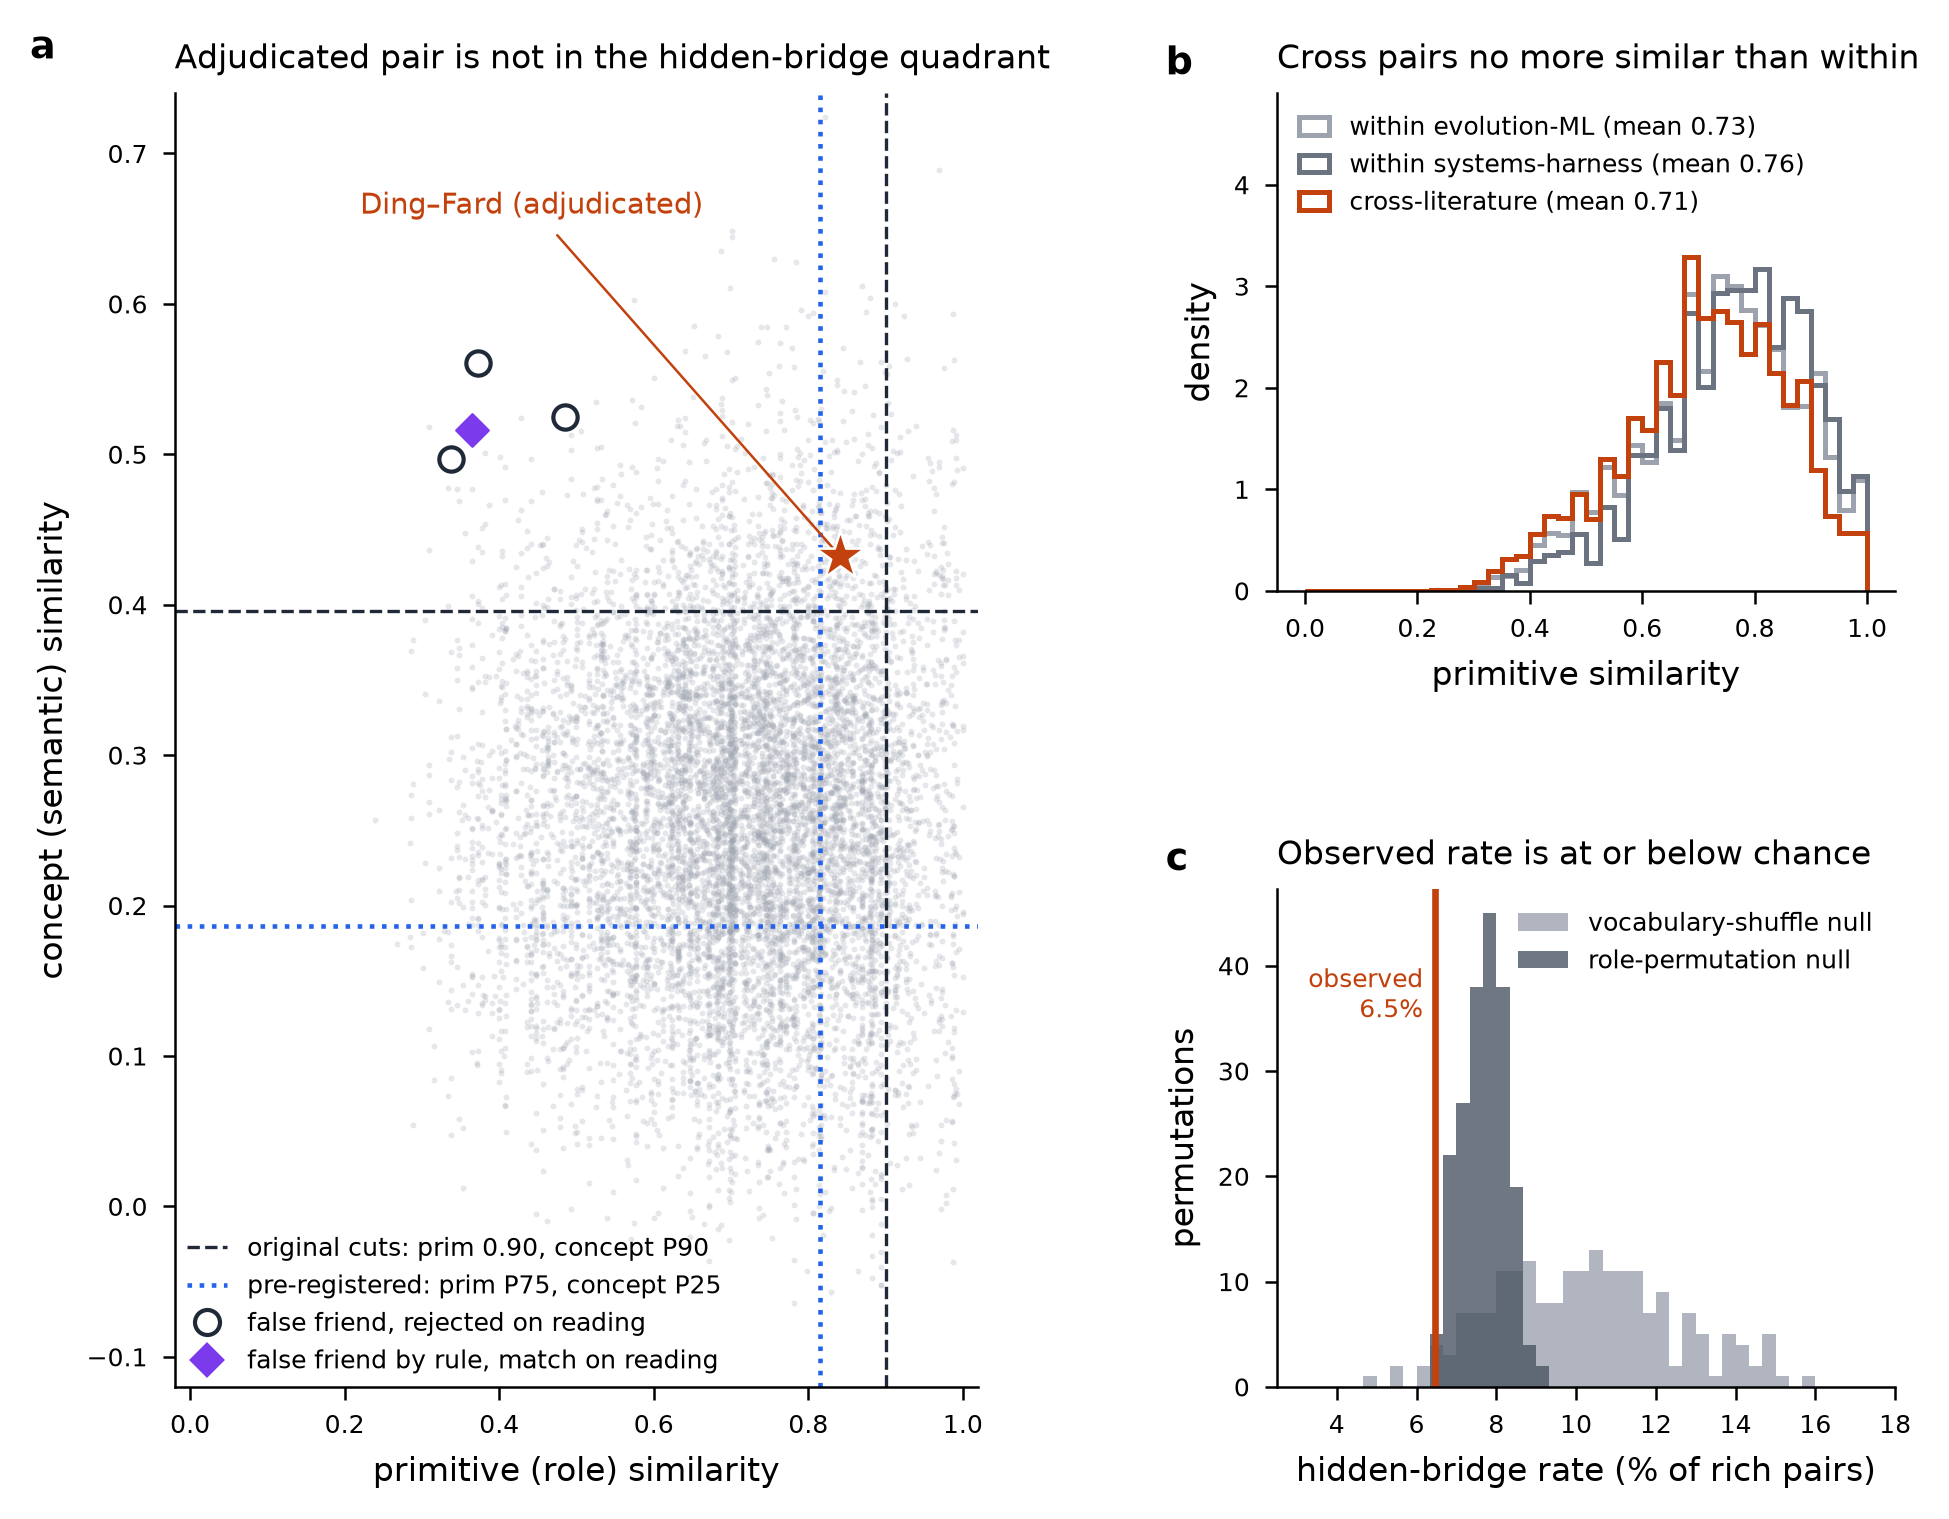 a
Adjudicated pair is not in the hidden-bridge quadrant
Ding–Fard (adjudicated)
0.7
0.6
0.5
0.4
0.3
0.2
0.1
0.0
−0.1
concept (semantic) similarity
original cuts: prim 0.90, concept P90
pre-registered: prim P75, concept P25
false friend, rejected on reading
false friend by rule, match on reading
0.0 0.2 0.4 0.6 0.8 1.0
primitive (role) similarity
b
Cross pairs no more similar than within
within evolution-ML (mean 0.73)
within systems-harness (mean 0.76)
cross-literature (mean 0.71)
4
3
2
1
0
density
0.0 0.2 0.4 0.6 0.8 1.0
primitive similarity
c
Observed rate is at or below chance
vocabulary-shuffle null
role-permutation null
observed
6.5%
40
30
20
10
0
permutations
4 6 8 10 12 14 16 18
hidden-bridge rate (% of rich pairs)